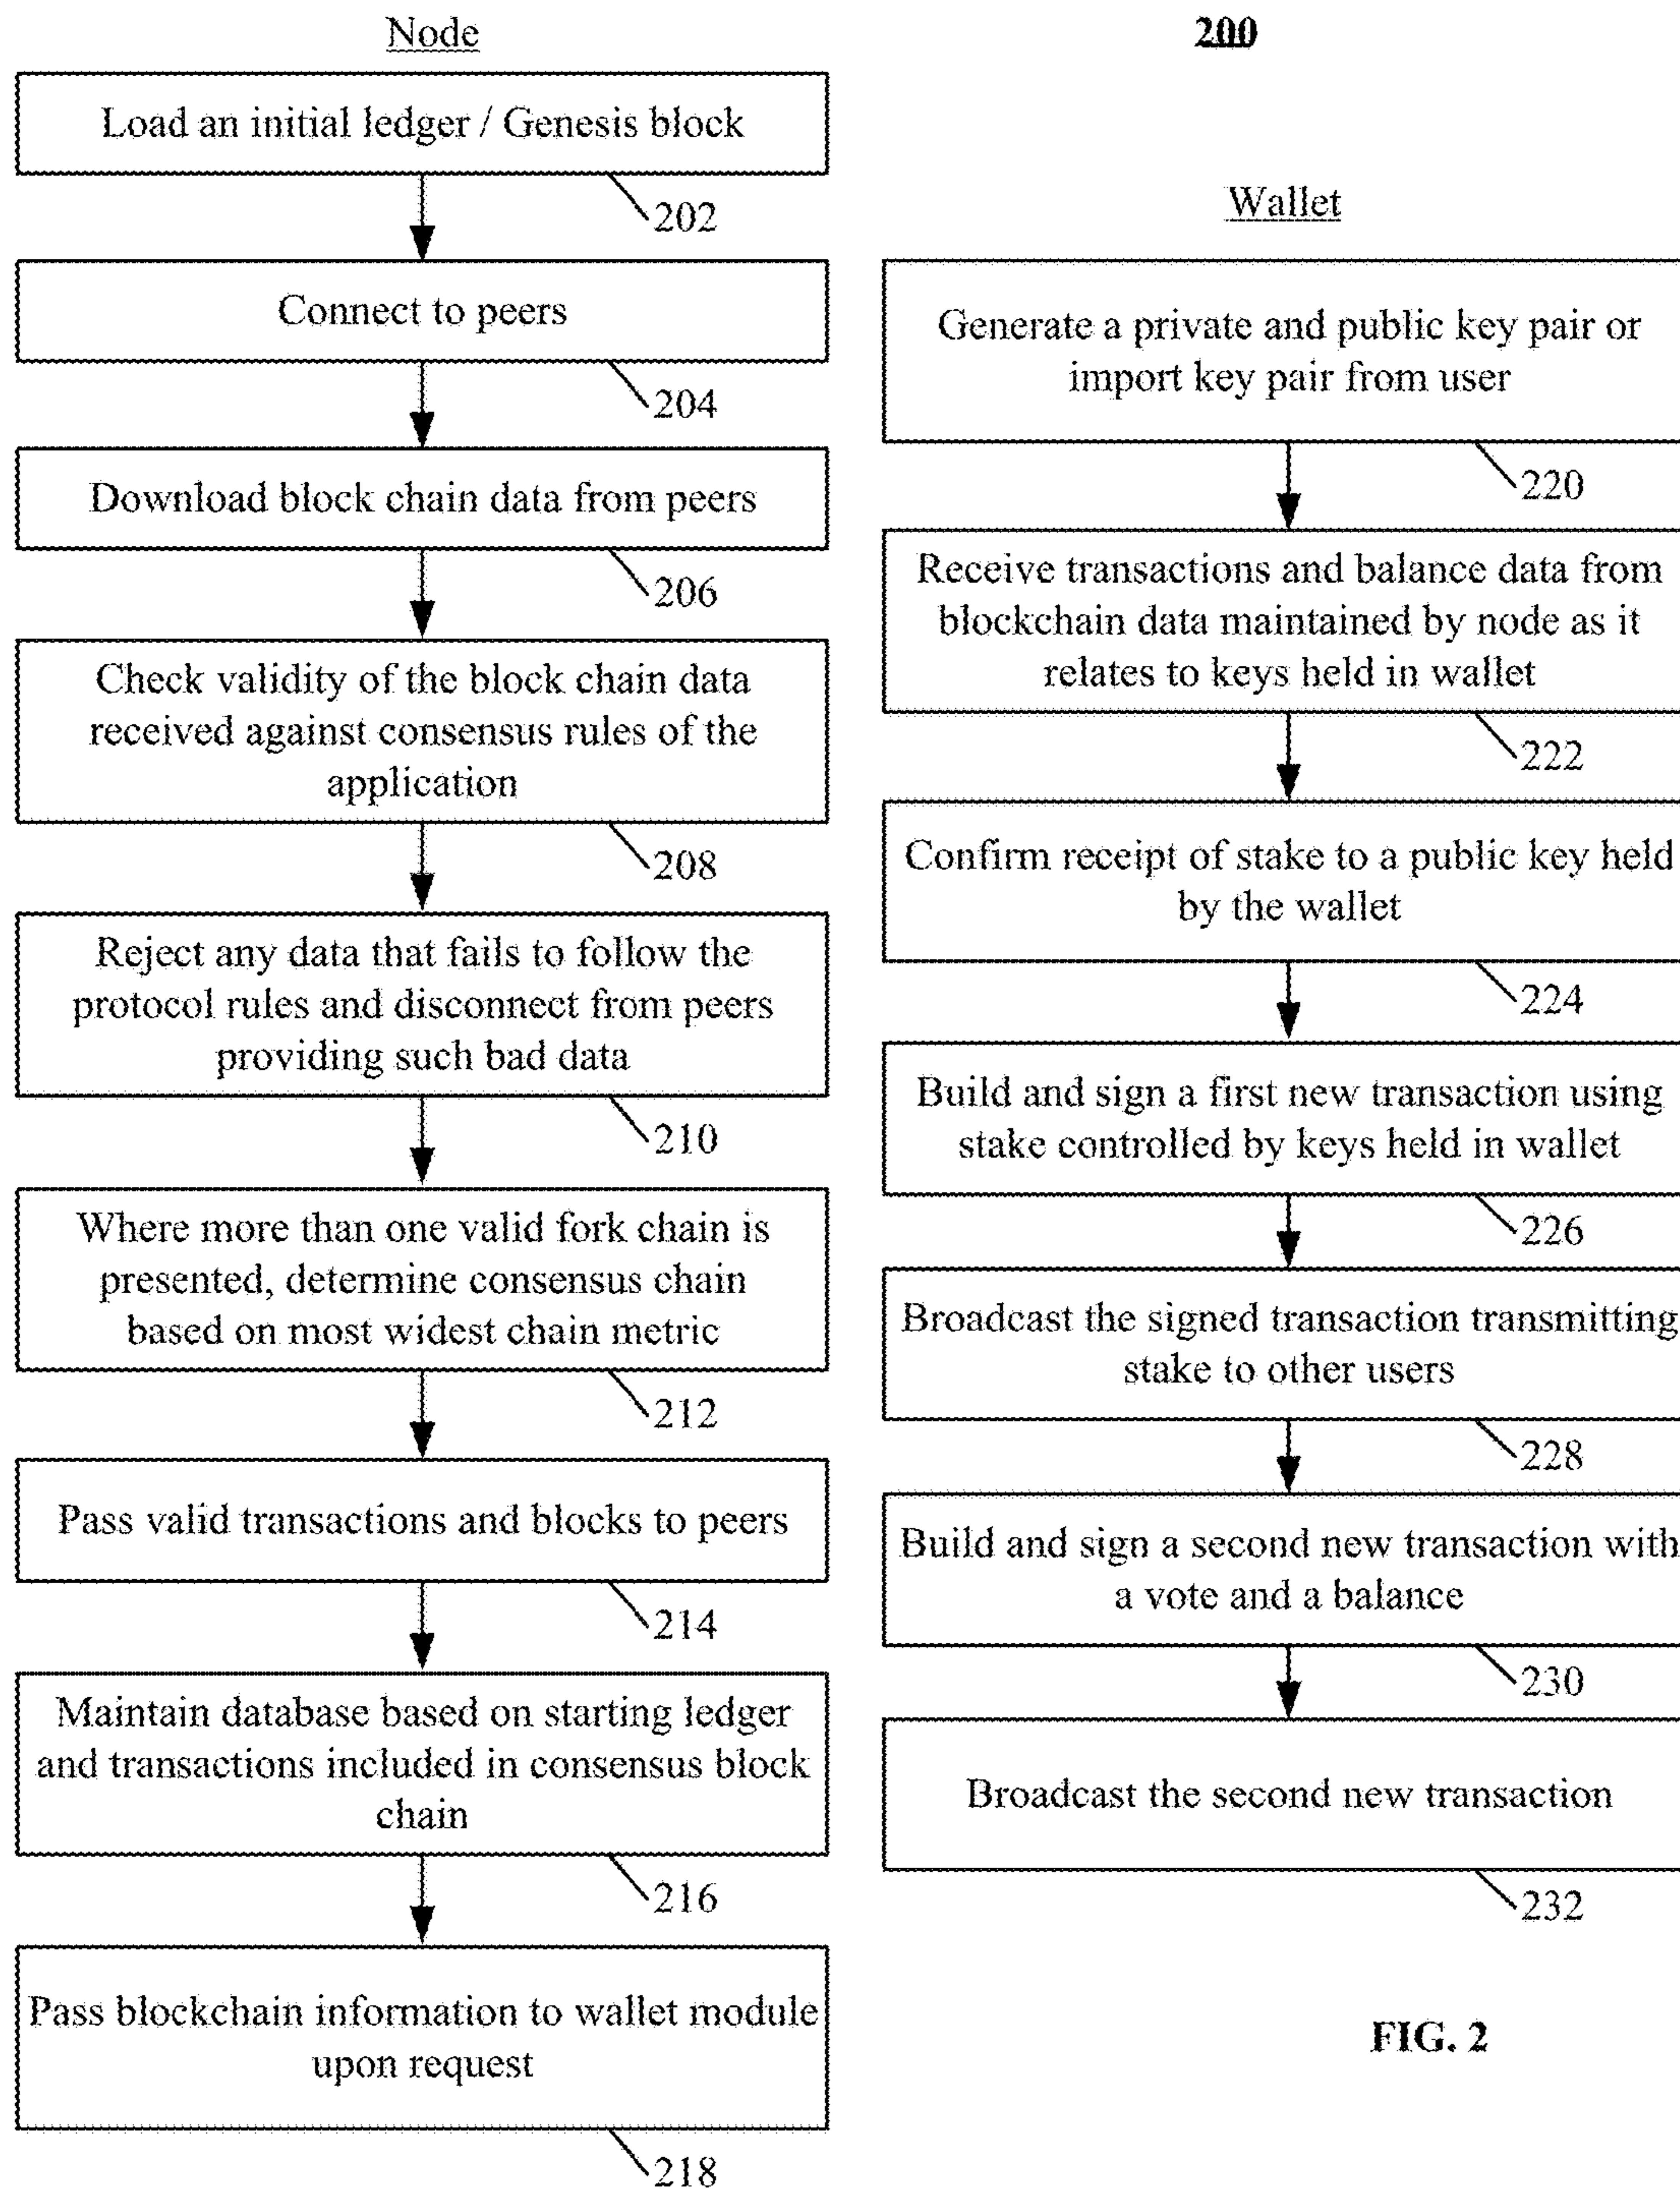 Node
Load an initial ledger / Genesis block
202
Connect to peers
204
Download block chain data from peers
206
Check validity of the block chain data
received against consensus rules of the
application
208
Reject any data that fails to follow the
protocol rules and disconnect from peers
providing such bad data
210
Where more than one valid fork chain is
presented, determine consensus chain
based on most widest chain metric
212
Pass valid transactions and blocks to peers
214
Maintain database based on starting ledger
and transactions included in consensus block
chain
216
Pass blockchain information to wallet module
upon request
218
200
Wallet
Generate a private and public key pair or
import key pair from user
220
Receive transactions and balance data from
blockchain data maintained by node as it
relates to keys held in wallet
222
Confirm receipt of stake to a public key held
by the wallet
224
Build and sign a first new transaction using
stake controlled by keys held in wallet
226
Broadcast the signed transaction transmitting
stake to other users
228
Build and sign a second new transaction with
a vote and a balance
230
Broadcast the second new transaction
232
FIG. 2